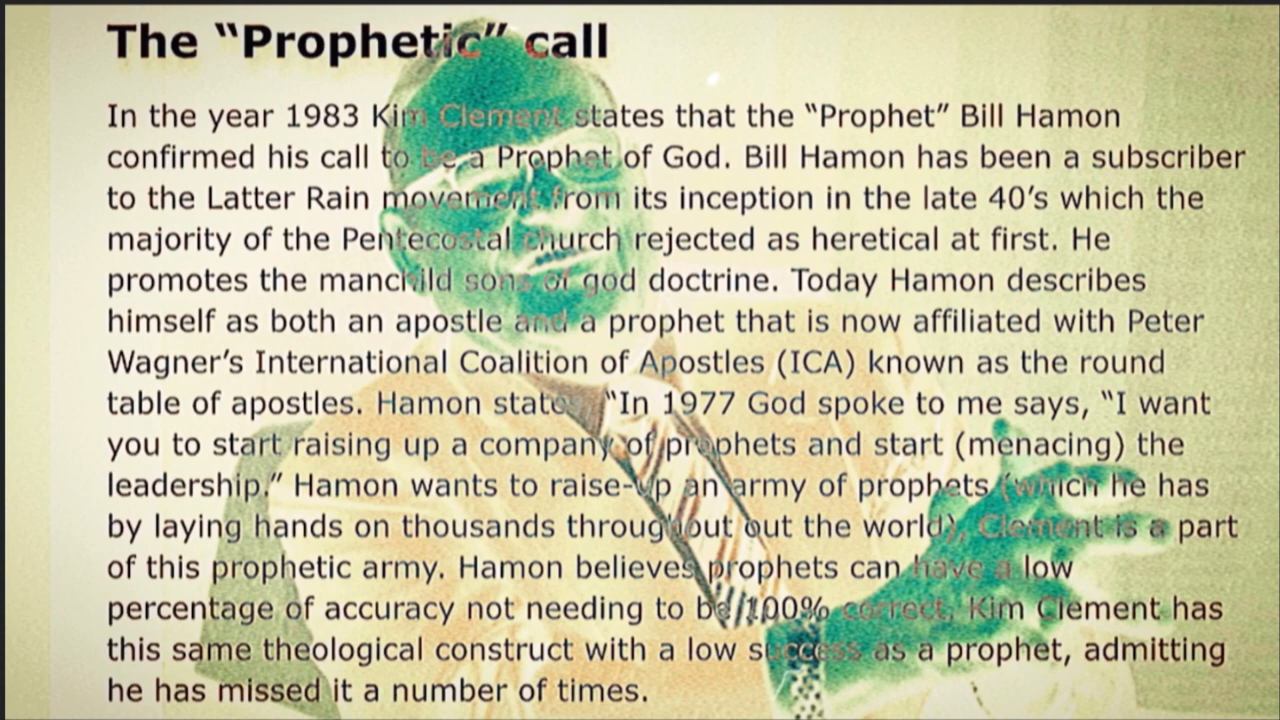 The “Prophetic” call
In the year 1983 Kim Clement states that the “Prophet” Bill Hamon
confirmed his call to be a Prophet of God. Bill Hamon has been a subscriber
to the Latter Rain movement from its inception in the late 40’s which the
majority of the Pentecostal church rejected as heretical at first. He
promotes the manchild sons of god doctrine. Today Hamon describes
himself as both an apostle and a prophet that is now affiliated with Peter
Wagner’s International Coalition of Apostles (ICA) known as the round
table of apostles. Hamon states “In 1977 God spoke to me says, “I want
you to start raising up a company of prophets and start (menacing) the
leadership.” Hamon wants to raise-up an army of prophets (which he has
by laying hands on thousands throughout out the world), Clement is a part
of this prophetic army. Hamon believes prophets can have a low
percentage of accuracy not needing to be 100% correct. Kim Clement has
this same theological construct with a low success as a prophet, admitting
he has missed it a number of times.